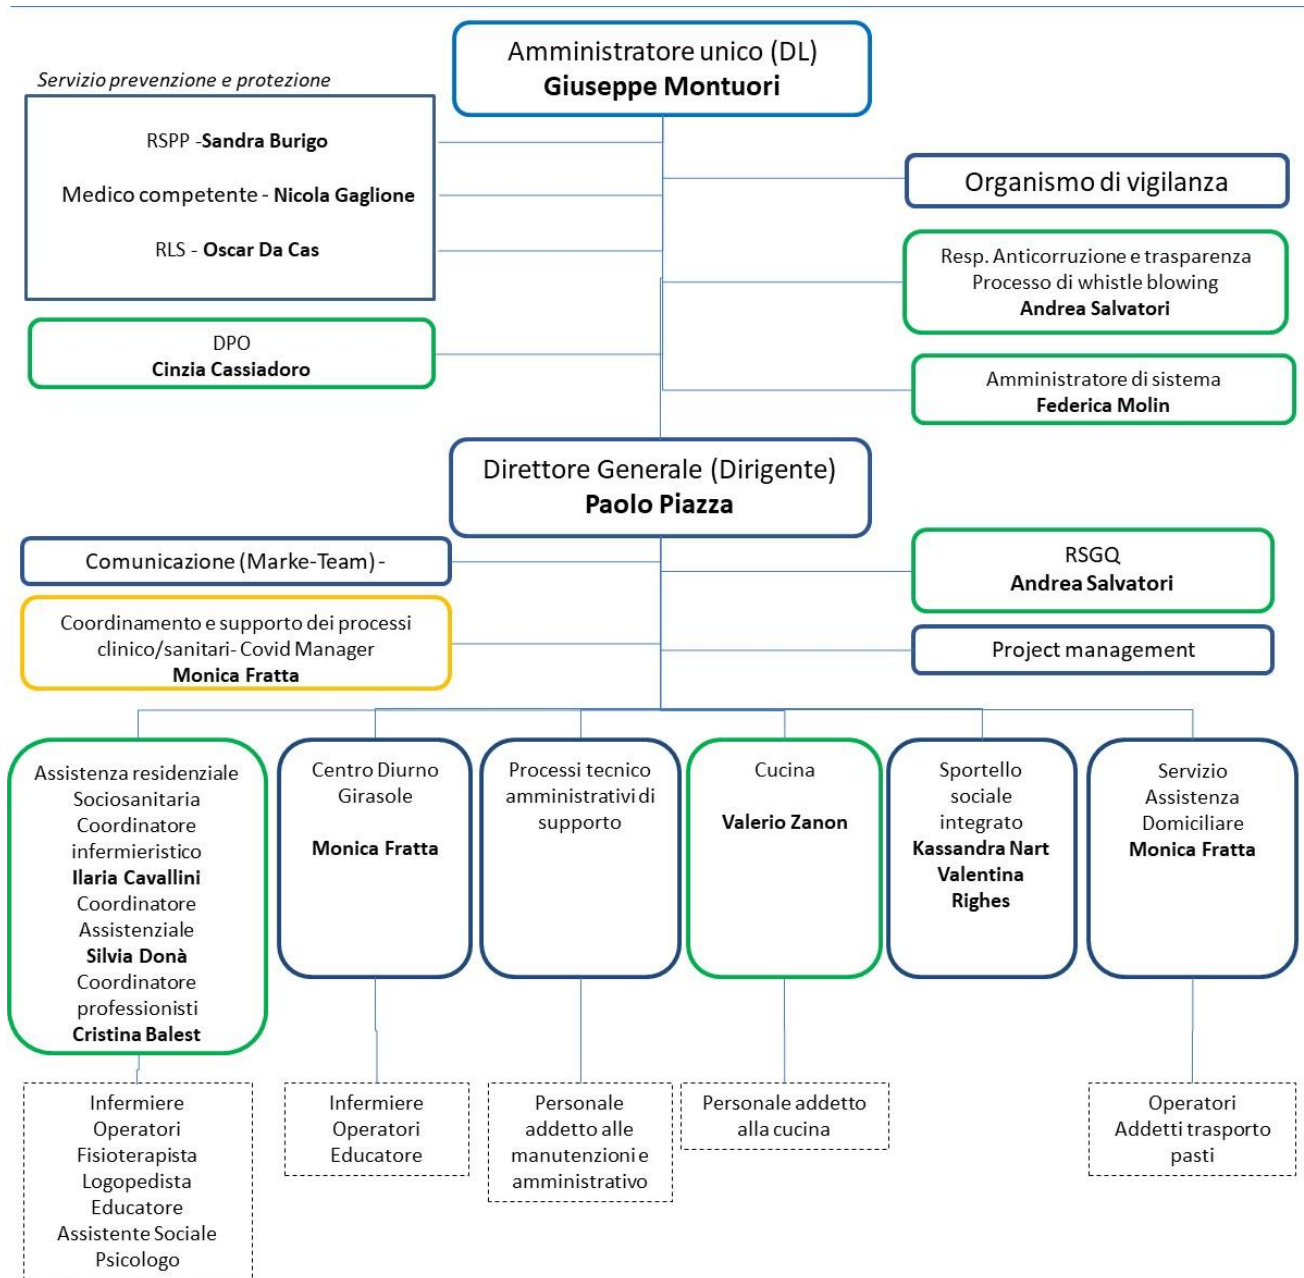 Amministratore unico (DL)
Giuseppe Montuori
Servizio prevenzione e protezione
RSPP -Sandra Burigo
Medico competente - Nicola Gaglione
RLS - Oscar Da Cas
Organismo di vigilanza
Resp. Anticorruzione e trasparenza
Processo di whistle blowing
Andrea Salvatori
DPO
Cinzia Cassiadoro
Amministratore di sistema
Federica Molin
Direttore Generale (Dirigente)
Paolo Piazza
Comunicazione (Marke-Team) -
RSGQ
Andrea Salvatori
Coordinamento e supporto dei processi
clinico/sanitari- Covid Manager
Monica Fratta
Project management
Assistenza residenziale
Sociosanitaria
Coordinatore
infermieristico
Ilaria Cavallini
Coordinatore
Assistenziale
Silvia Donà
Coordinatore
professionisti
Cristina Balest
Centro Diurno
Girasole
Monica Fratta
Processi tecnico
amministrativi di
supporto
Cucina
Valerio Zanon
Sportello
sociale
integrato
Kassandra Nart
Valentina
Righes
Servizio
Assistenza
Domiciliare
Monica Fratta
Infermiere
Operatori
Fisioterapista
Logopedista
Educatore
Assistente Sociale
Psicologo
Infermiere
Operatori
Educatore
Personale
addetto alle
manutenzioni e
amministrativo
Personale addetto
alla cucina
Operatori
Addetti trasporto
pasti